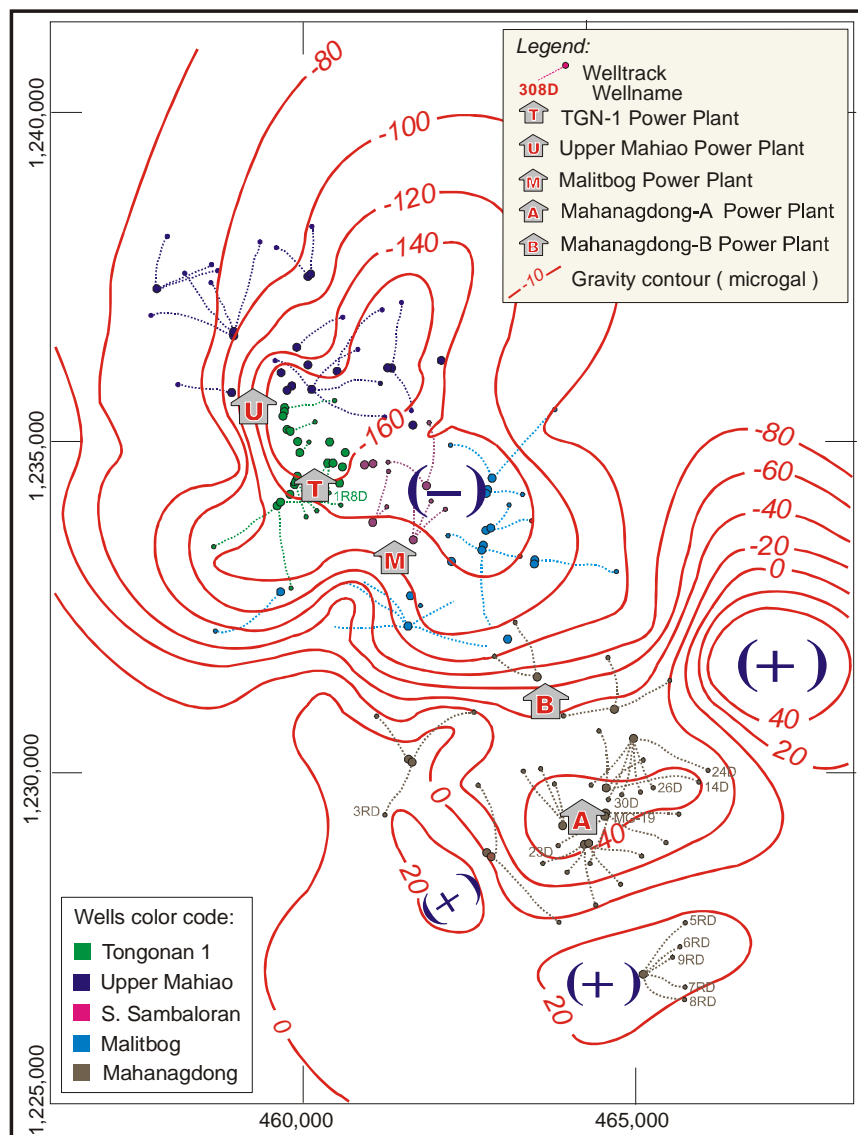 Legend:
Welltrack
308D Wellname
T TGN-1 Power Plant
U Upper Mahiao Power Plant
M Malitbog Power Plant
A Mahanagdong-A Power Plant
B Mahanagdong-B Power Plant
-10 Gravity contour ( microgal )
1,240,000
1,235,000
1,230,000
1,225,000
460,000
465,000
-80
-100
-120
-140
-160
U
T
1R8D
(−)
M
-80
-60
-40
-20
0
(+)
40
20
B
24D
14D
26D
30D
MG-19
A
40
23D
3RD
0
20
(+)
5RD
6RD
9RD
7RD
8RD
(+)
20
0
Wells color code:
Tongonan 1
Upper Mahiao
S. Sambaloran
Malitbog
Mahanagdong